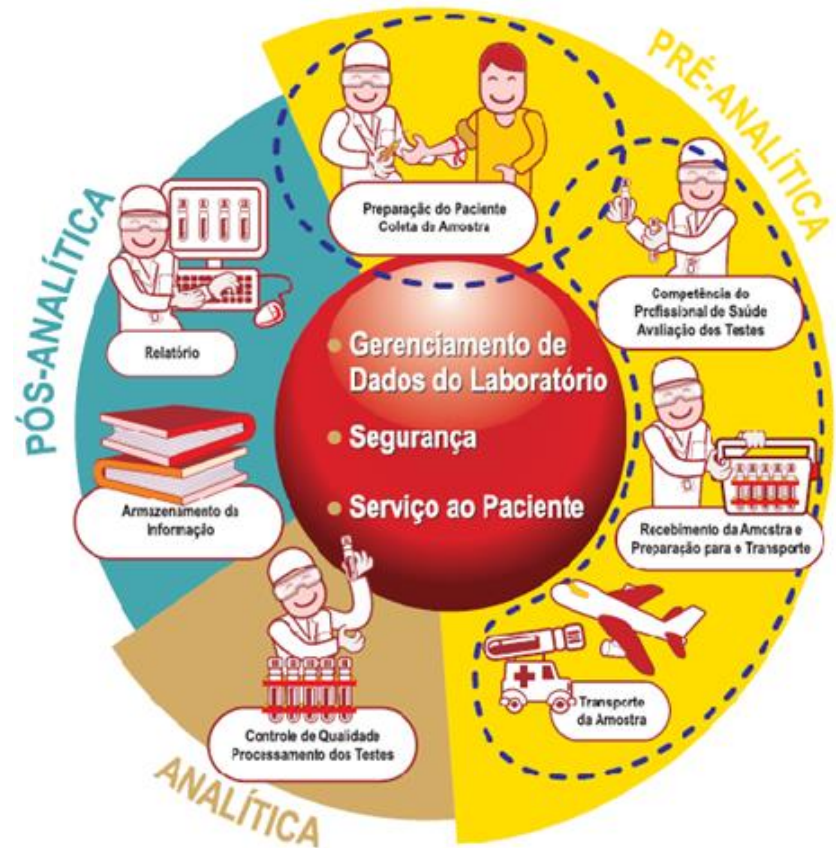 PRÉ-ANALÍTICA
Preparação do Paciente
Coleta da Amostra
Competência do
Profissional de Saúde
Avaliação dos Testes
Recebimento da Amostra e
Preparação para o Transporte
Transporte
da Amostra
ANALÍTICA
Controle de Qualidade
Processamento dos Testes
PÓS-ANALÍTICA
Armazenamento da
Informação
Relatório
Gerenciamento de
Dados do Laboratório
Segurança
Serviço ao Paciente